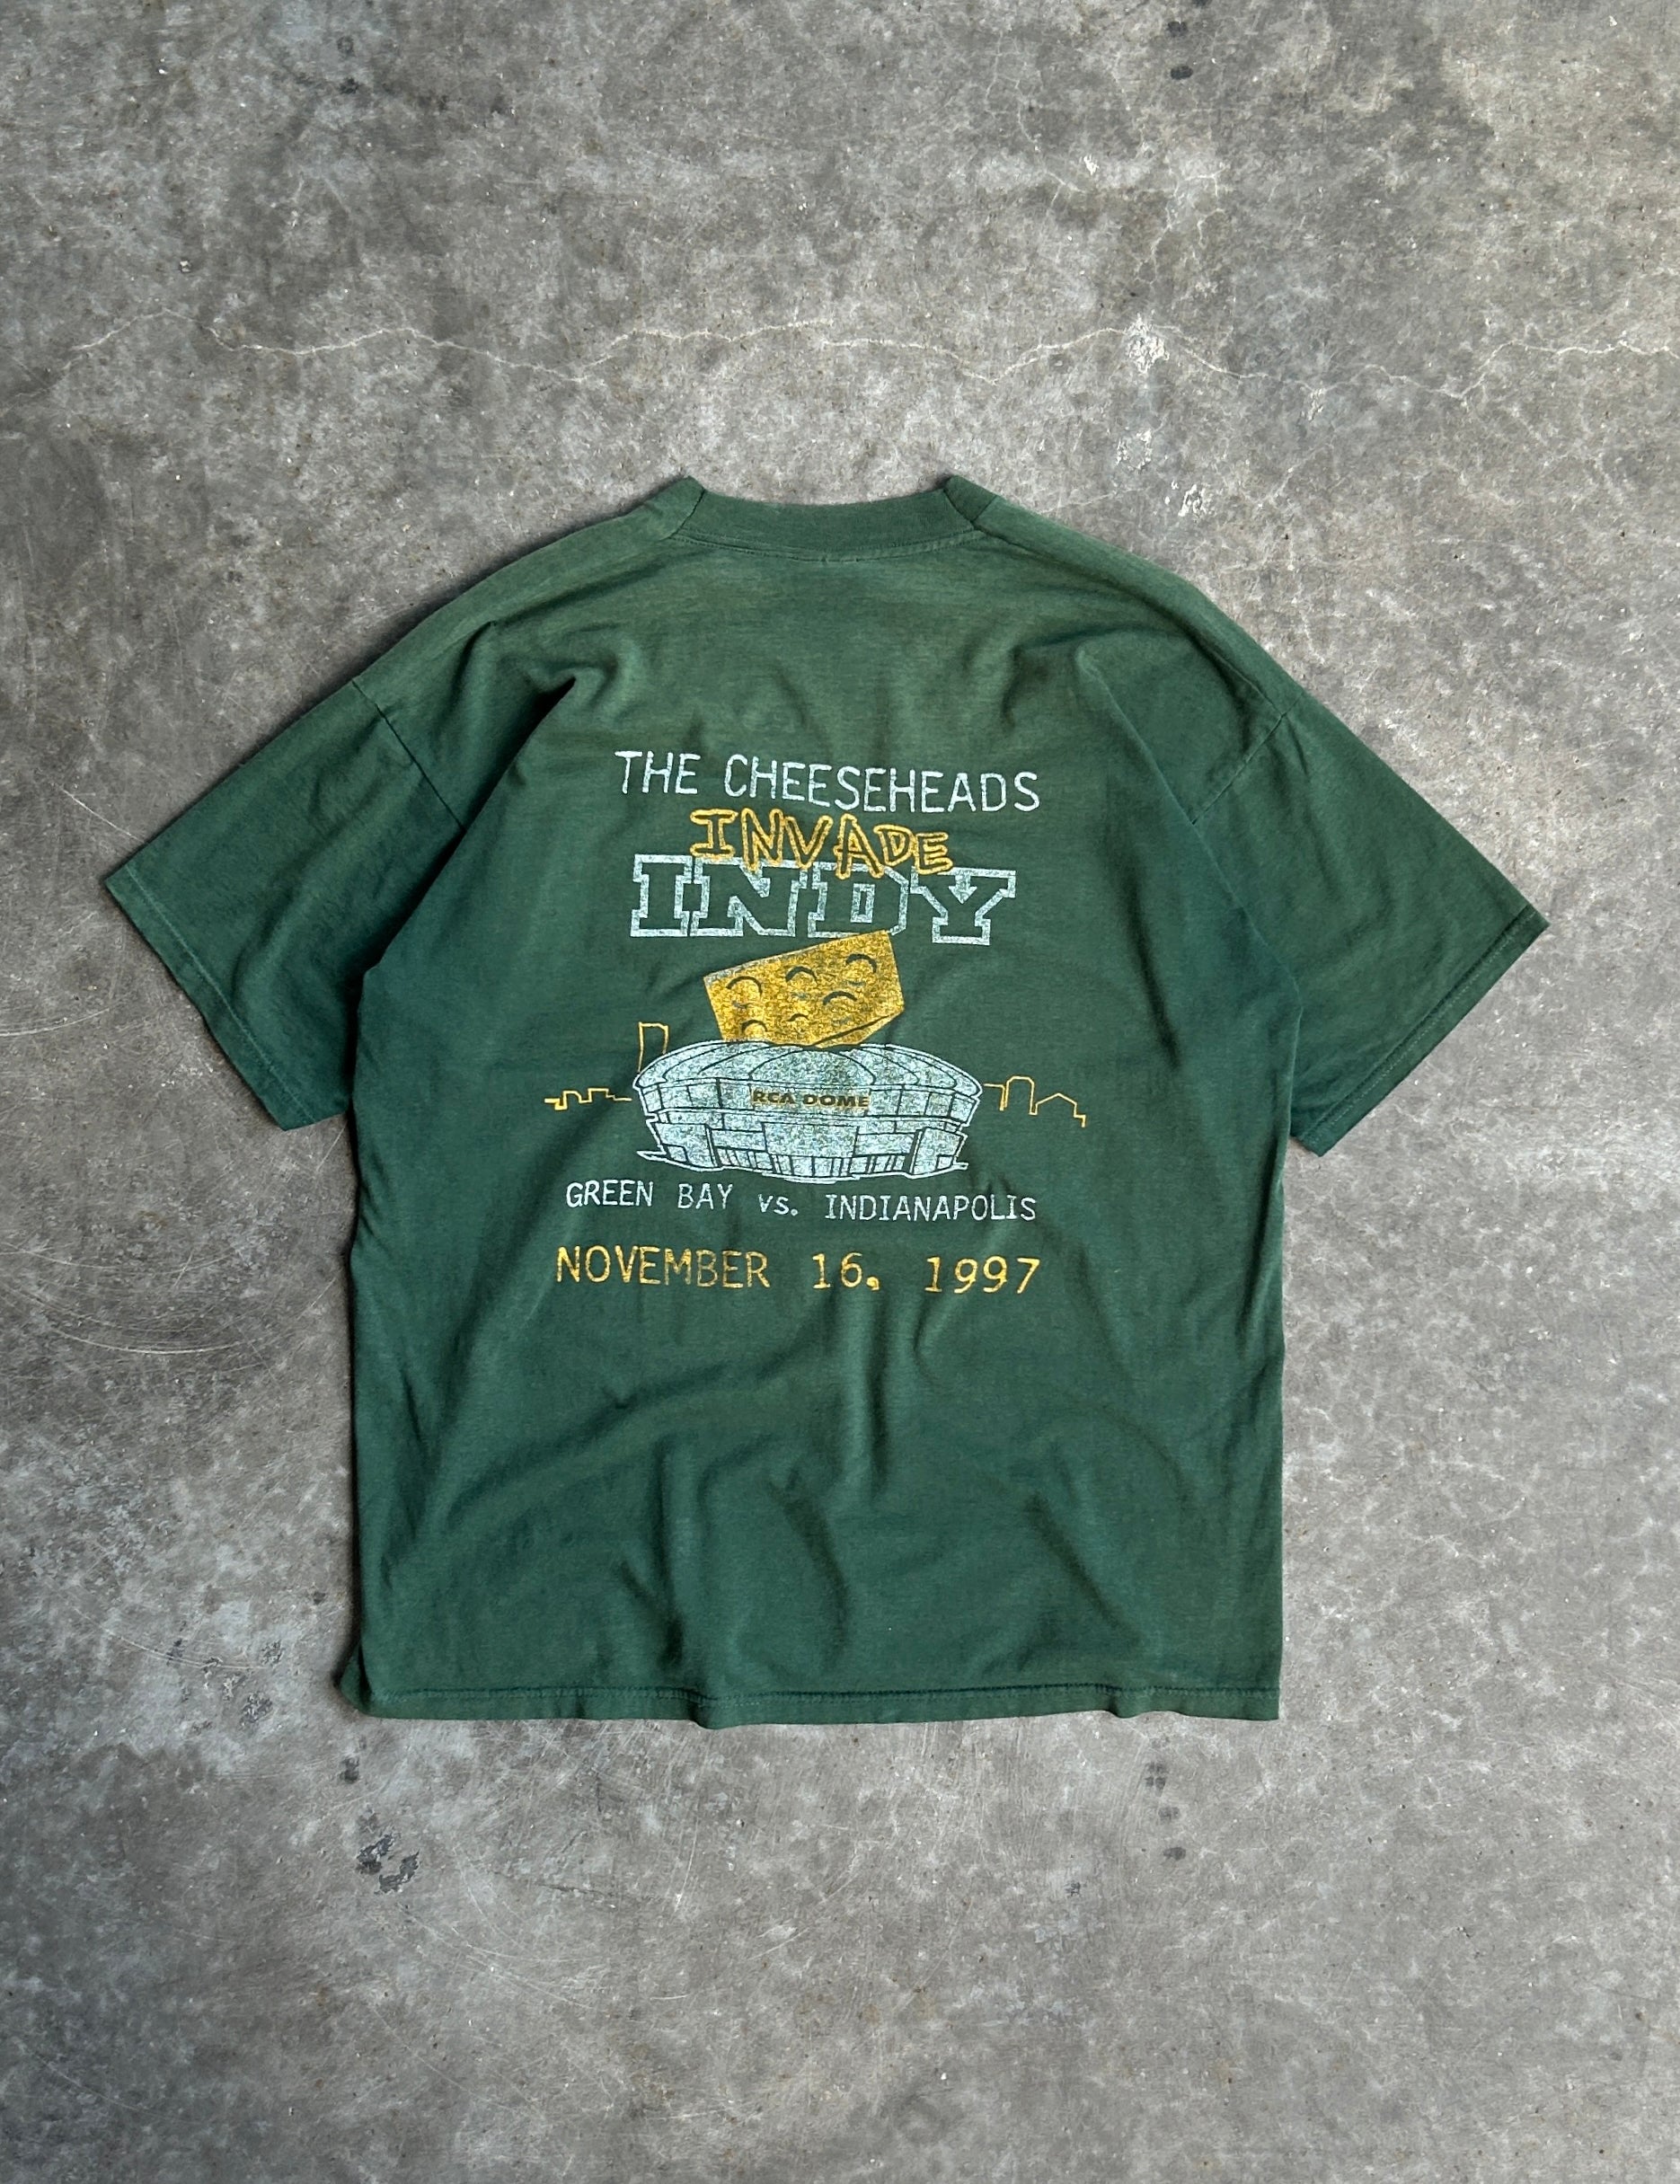 THE CHEESEHEADS
INVADE
INDY
RCA DOME
GREEN BAY vs. INDIANAPOLIS
NOVEMBER 16, 1997